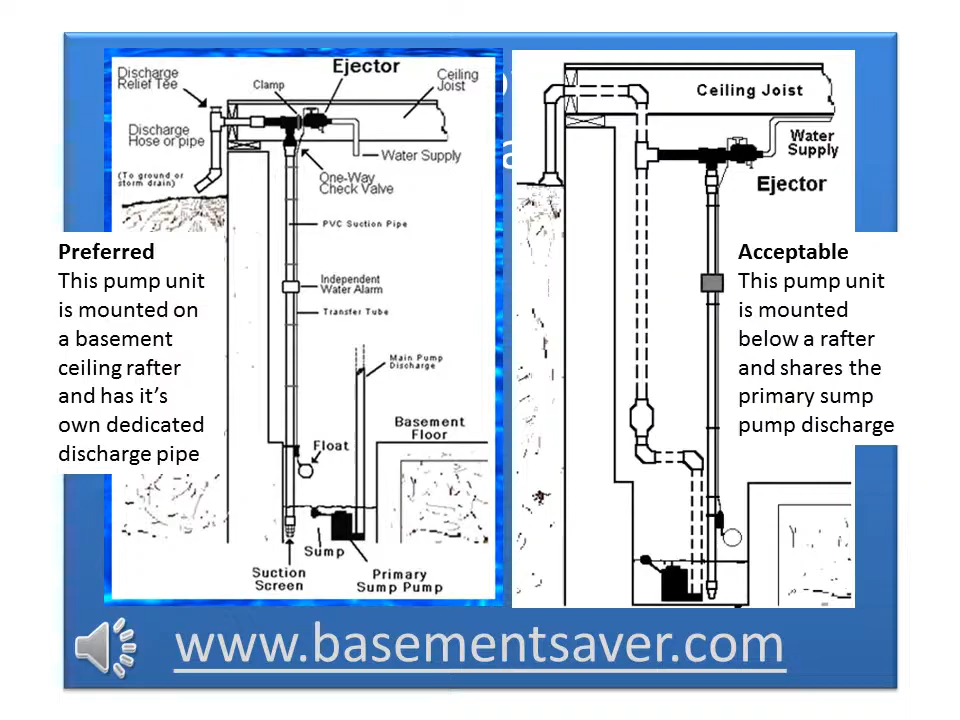 Discharge
Relief Tee
Clamp
Ejector
Ceiling
Joist
Discharge
Hose or pipe
Water Supply
(To ground or
storm drain)
One-Way
Check Valve
PVC Suction Pipe
Independent
Water Alarm
Transfer Tube
Main Pump
Discharge
Basement
Floor
Float
Sump
Suction
Screen
Primary
Sump Pump
Preferred
This pump unit
is mounted on
a basement
ceiling rafter
and has it’s
own dedicated
discharge pipe
Ceiling Joist
Water
Supply
Ejector
Acceptable
This pump unit
is mounted
below a rafter
and shares the
primary sump
pump discharge
www.basementsaver.com